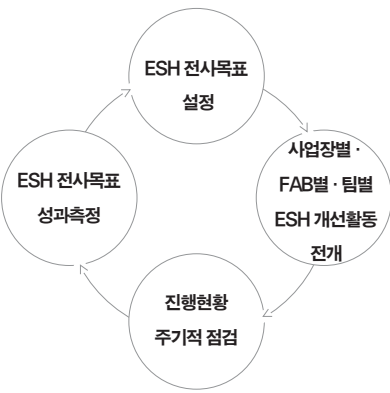 ESH 전사목표
설정
사업장별 ·
FAB별 · 팀별
ESH 개선활동
전개
진행현황
주기적 점검
ESH 전사목표
성과측정